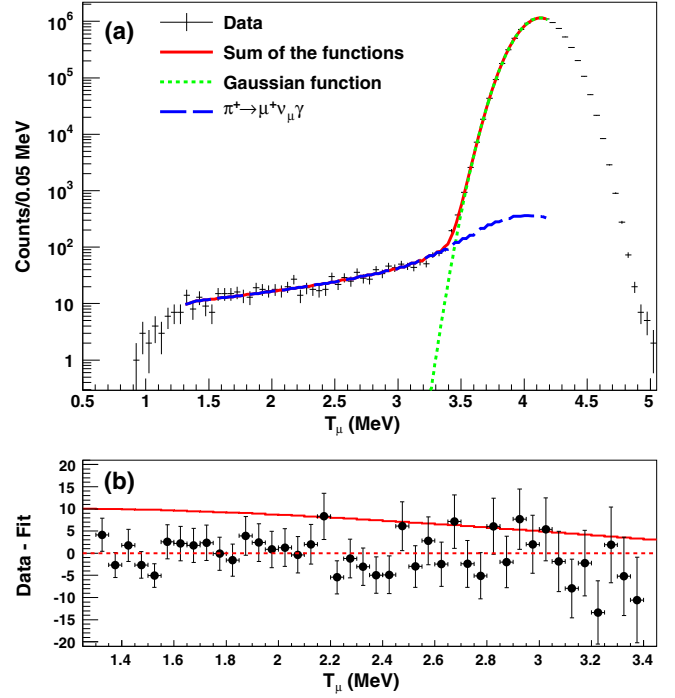 (a)
Data
Sum of the functions
Gaussian function
π⁺→μ⁺ν_μγ
Counts/0.05 MeV
10⁶
10⁵
10⁴
10³
10²
10
1
0.5 1 1.5 2 2.5 3 3.5 4 4.5 5
T_μ (MeV)
(b)
Data - Fit
20
15
10
5
0
-5
-10
-15
-20
1.4 1.6 1.8 2 2.2 2.4 2.6 2.8 3 3.2 3.4
T_μ (MeV)